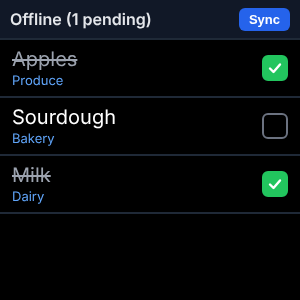 Offline (1 pending)
Sync
Apples
Produce
Sourdough
Bakery
Milk
Dairy